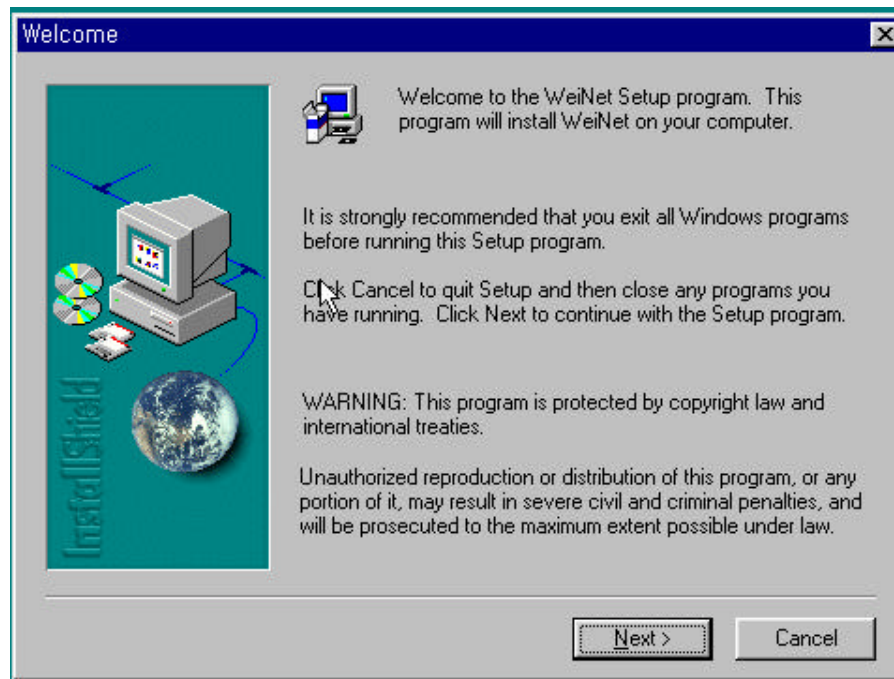 Welcome
Welcome to the WeiNet Setup program. This
program will install WeiNet on your computer.
It is strongly recommended that you exit all Windows programs
before running this Setup program.
Click Cancel to quit Setup and then close any programs you
have running. Click Next to continue with the Setup program.
WARNING: This program is protected by copyright law and
international treaties.
Unauthorized reproduction or distribution of this program, or any
portion of it, may result in severe civil and criminal penalties, and
will be prosecuted to the maximum extent possible under law.
InstallShield
Next >
Cancel